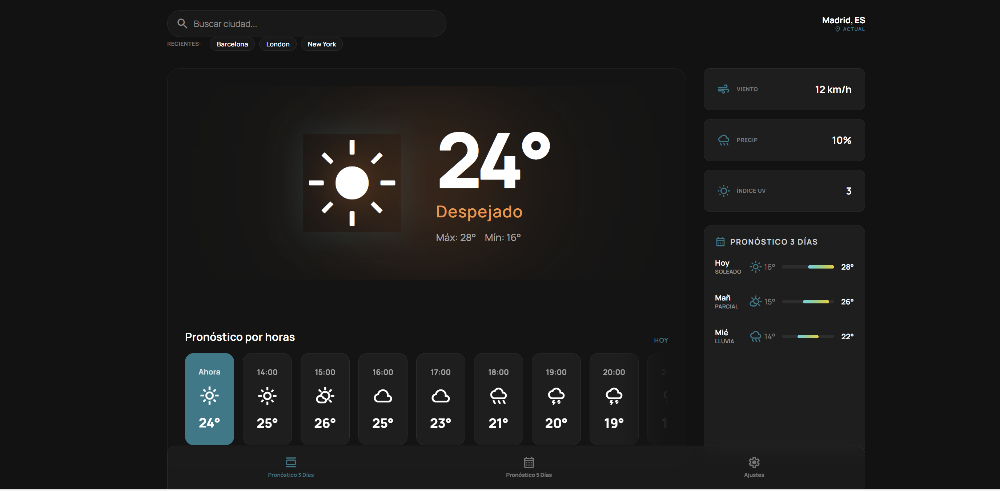 Buscar ciudad...
Madrid, ES
ACTUAL
RECIENTES: Barcelona London New York
24°
Despejado
Máx: 28° Mín: 16°
VIENTO 12 km/h
PRECIP 10%
ÍNDICE UV 3
PRONÓSTICO 3 DÍAS
Hoy
SOLEADO
16° 28°
Mañ
PARCIAL
15° 26°
Mié
LLUVIA
14° 22°
Pronóstico por horas
HOY
Ahora 14:00 15:00 16:00 17:00 18:00 19:00 20:00
24° 25° 26° 25° 23° 21° 20° 19°
Pronóstico 3 Días Pronóstico 5 Días Ajustes